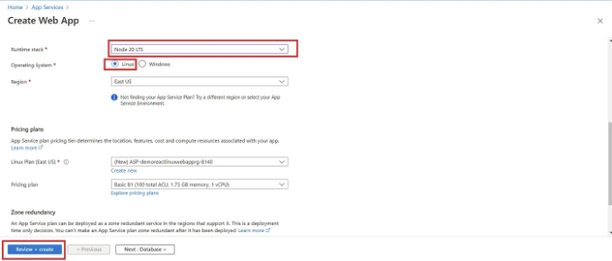 Home > App Services >
Create Web App ...
Runtime stack *
Node 20 LTS
Operating System *
Linux
Windows
Region *
East US
Not finding your App Service Plan? Try a different region or select your App
Service Environment.
Pricing plans
App Service plan pricing tier determines the location, features, cost and compute resources associated with your app.
Learn more
Linux Plan (East US) *
(New) ASP-demoreactlinuxwebapprg-8140
Create new
Pricing plan
Basic B1 (100 total ACU, 1.75 GB memory, 1 vCPU)
Explore pricing plans
Zone redundancy
An App Service plan can be deployed as a zone redundant service in the regions that support it. This is a deployment
time only decision. You can't make an App Service plan zone redundant after it has been deployed Learn more
Review + create
< Previous
Next : Database >